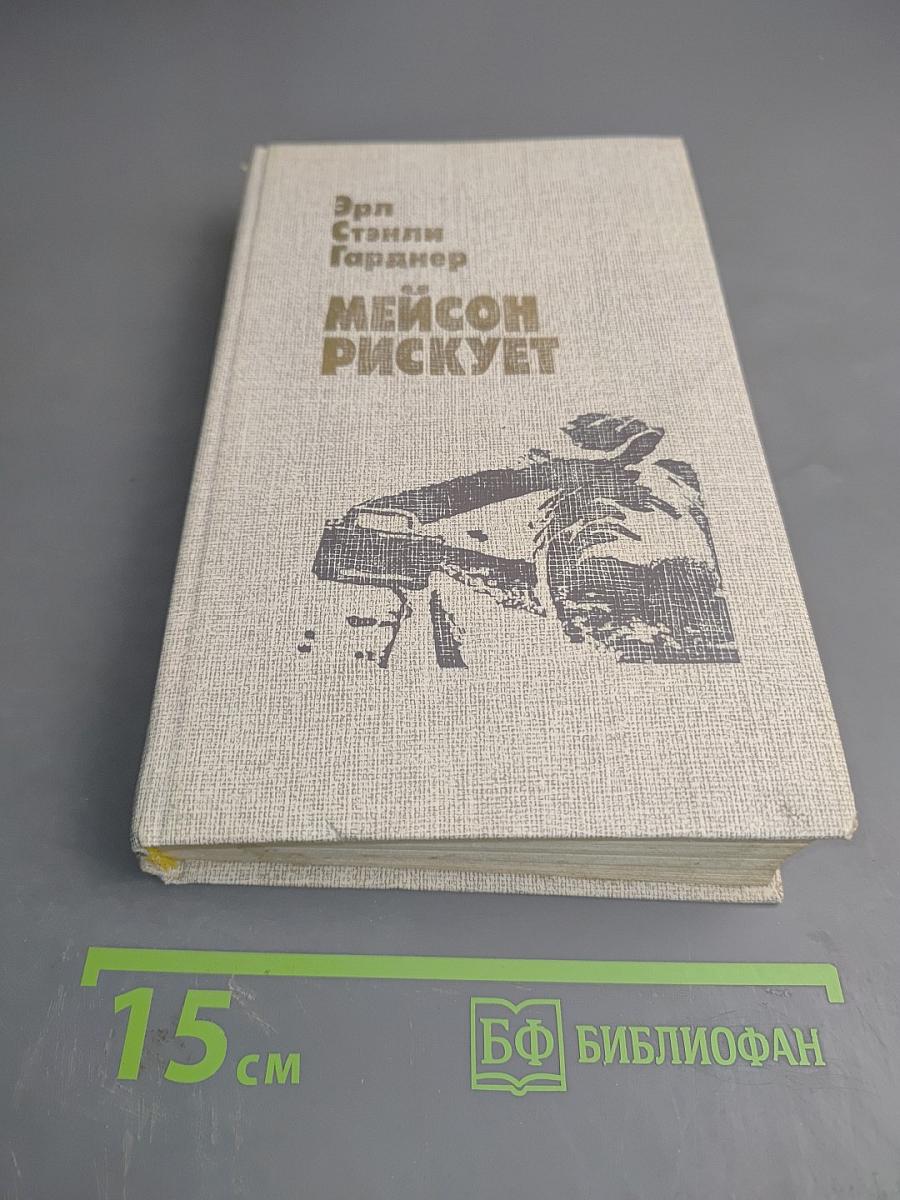 Эрл
Стэнли
Гарднер
МЕЙСОН
РИСКУЕТ
15 см
БФ БИБЛИОФАН